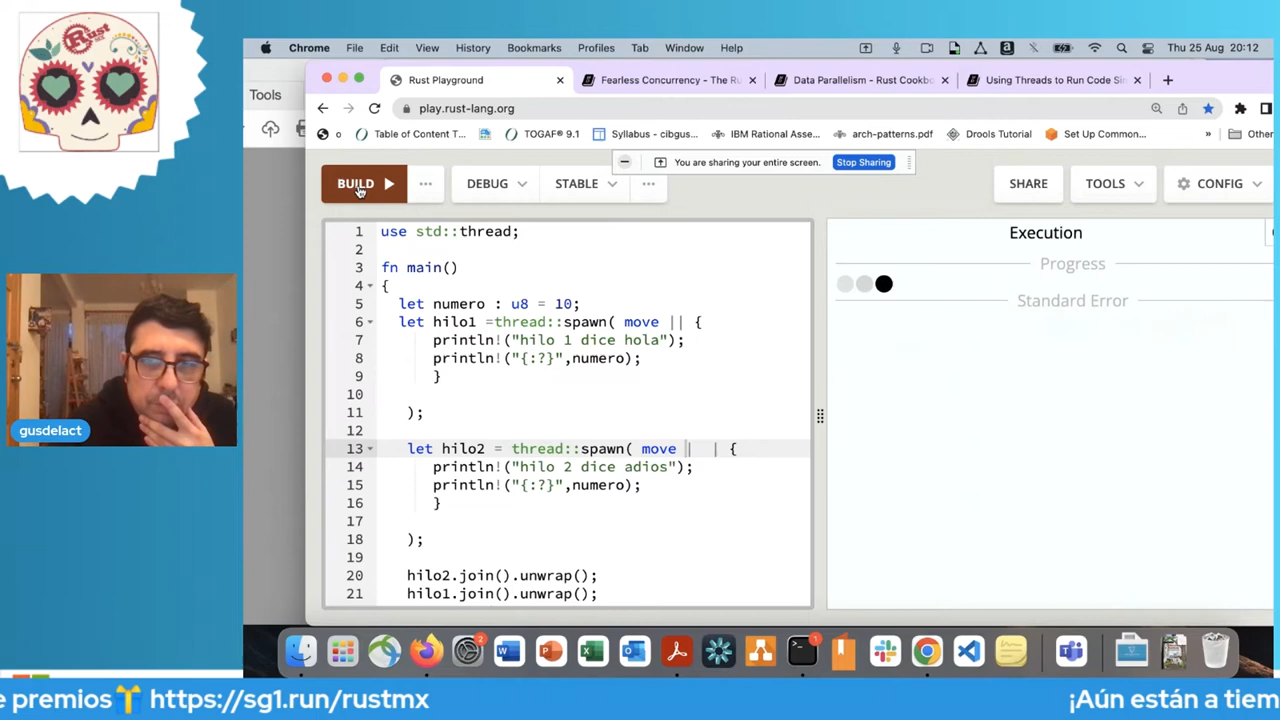 Rust
MX
Chrome File Edit View History Bookmarks Profiles Tab Window Help
Thu 25 Aug 20:12
Tools
Rust Playground
Fearless Concurrency - The Ru
Data Parallelism - Rust Cookbo
Using Threads to Run Code Sim
play.rust-lang.org
o
Table of Content T...
TOGAF® 9.1
Syllabus - cibgus...
IBM Rational Asse...
arch-patterns.pdf
Drools Tutorial
Set Up Common...
»
Other
You are sharing your entire screen.
Stop Sharing
BUILD
...
DEBUG
STABLE
...
SHARE
TOOLS
CONFIG
1 use std::thread;
2
3 fn main()
4 {
5 let numero : u8 = 10;
6 let hilo1 =thread::spawn( move || {
7 println!("hilo 1 dice hola");
8 println!("{:?}",numero);
9 }
10
11 );
12
13 let hilo2 = thread::spawn( move | | {
14 println!("hilo 2 dice adios");
15 println!("{:?}",numero);
16 }
17
18 );
19
20 hilo2.join().unwrap();
21 hilo1.join().unwrap();
Execution
Progress
Standard Error
gusdelact
2
1
e premios https://sg1.run/rustmx
¡Aún están a tiem